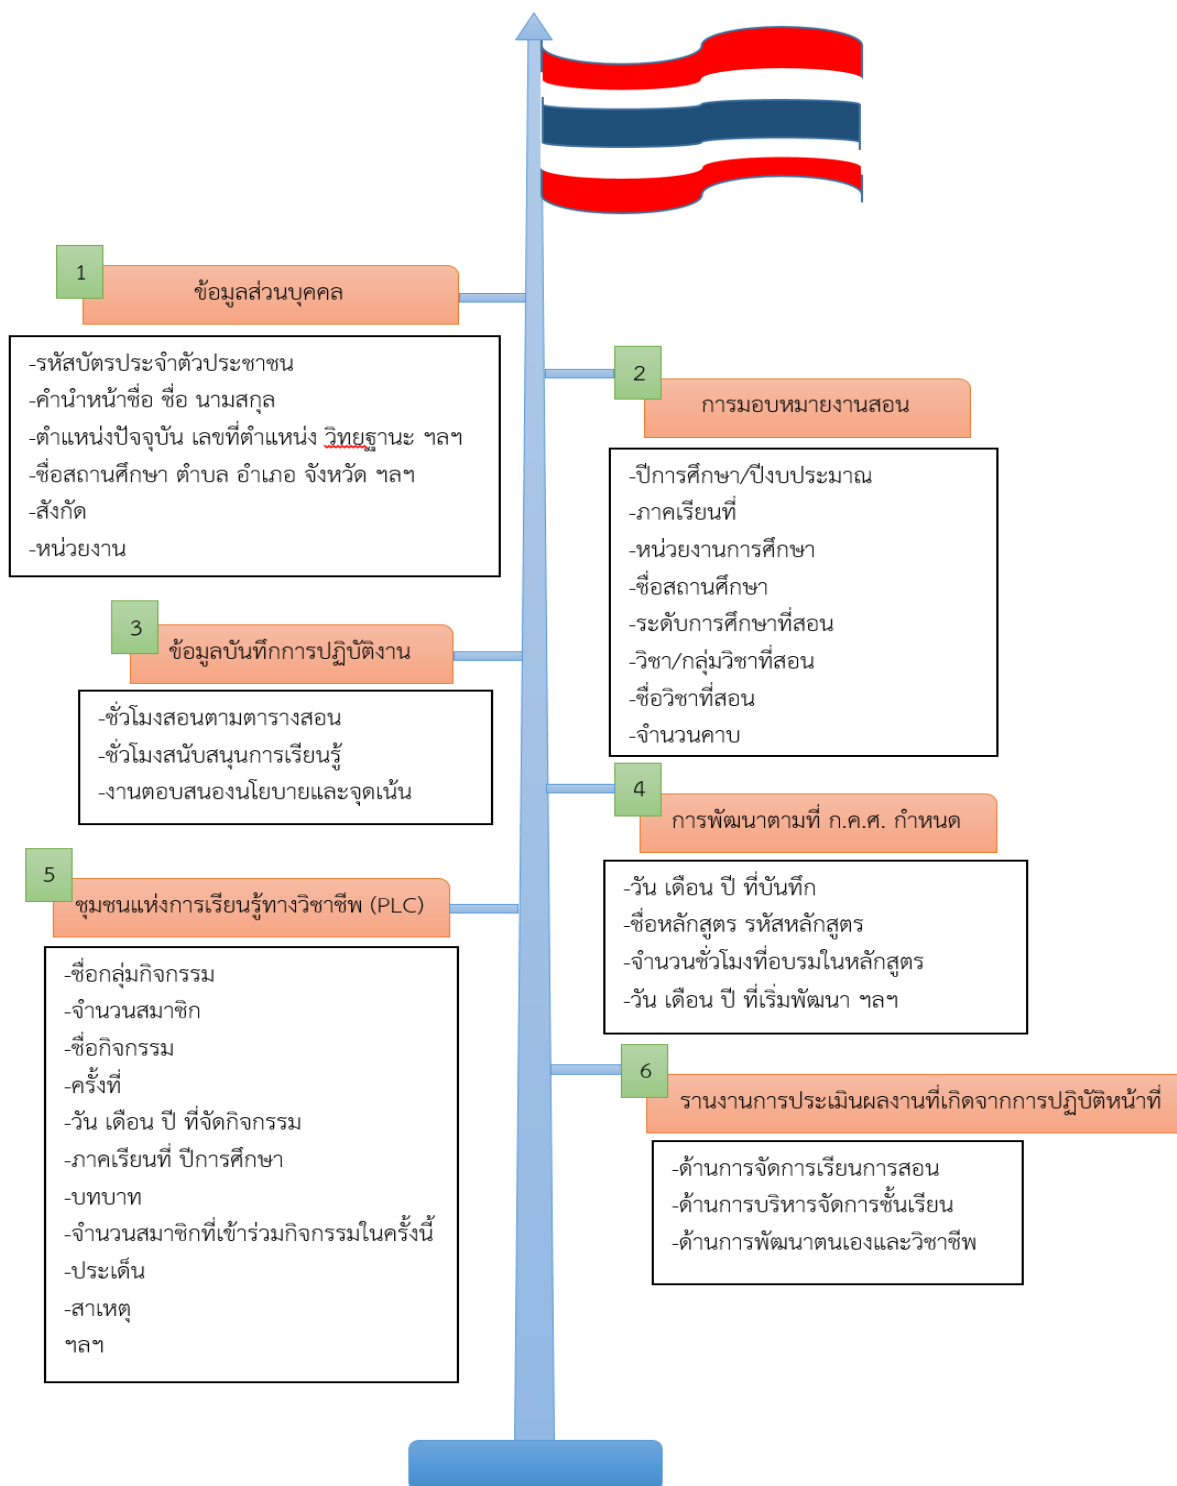 1
ข้อมูลส่วนบุคคล
-รหัสบัตรประจำตัวประชาชน
-คำนำหน้าชื่อ ชื่อ นามสกุล
-ตำแหน่งปัจจุบัน เลขที่ตำแหน่ง วิทยฐานะ ฯลฯ
-ชื่อสถานศึกษา ตำบล อำเภอ จังหวัด ฯลฯ
-สังกัด
-หน่วยงาน
2
การมอบหมายงานสอน
-ปีการศึกษา/ปีงบประมาณ
-ภาคเรียนที่
-หน่วยงานการศึกษา
-ชื่อสถานศึกษา
-ระดับการศึกษาที่สอน
-วิชา/กลุ่มวิชาที่สอน
-ชื่อวิชาที่สอน
-จำนวนคาบ
3
ข้อมูลบันทึกการปฏิบัติงาน
-ชั่วโมงสอนตามตารางสอน
-ชั่วโมงสนับสนุนการเรียนรู้
-งานตอบสนองนโยบายและจุดเน้น
4
การพัฒนาตามที่ ก.ค.ศ. กำหนด
-วัน เดือน ปี ที่บันทึก
-ชื่อหลักสูตร รหัสหลักสูตร
-จำนวนชั่วโมงที่อบรมในหลักสูตร
-วัน เดือน ปี ที่เริ่มพัฒนา ฯลฯ
5
ชุมชนแห่งการเรียนรู้ทางวิชาชีพ (PLC)
-ชื่อกลุ่มกิจกรรม
-จำนวนสมาชิก
-ชื่อกิจกรรม
-ครั้งที่
-วัน เดือน ปี ที่จัดกิจกรรม
-ภาคเรียนที่ ปีการศึกษา
-บทบาท
-จำนวนสมาชิกที่เข้าร่วมกิจกรรมในครั้งนี้
-ประเด็น
-สาเหตุ
ฯลฯ
6
รานงานการประเมินผลงานที่เกิดจากการปฏิบัติหน้าที่
-ด้านการจัดการเรียนการสอน
-ด้านการบริหารจัดการชั้นเรียน
-ด้านการพัฒนาตนเองและวิชาชีพ